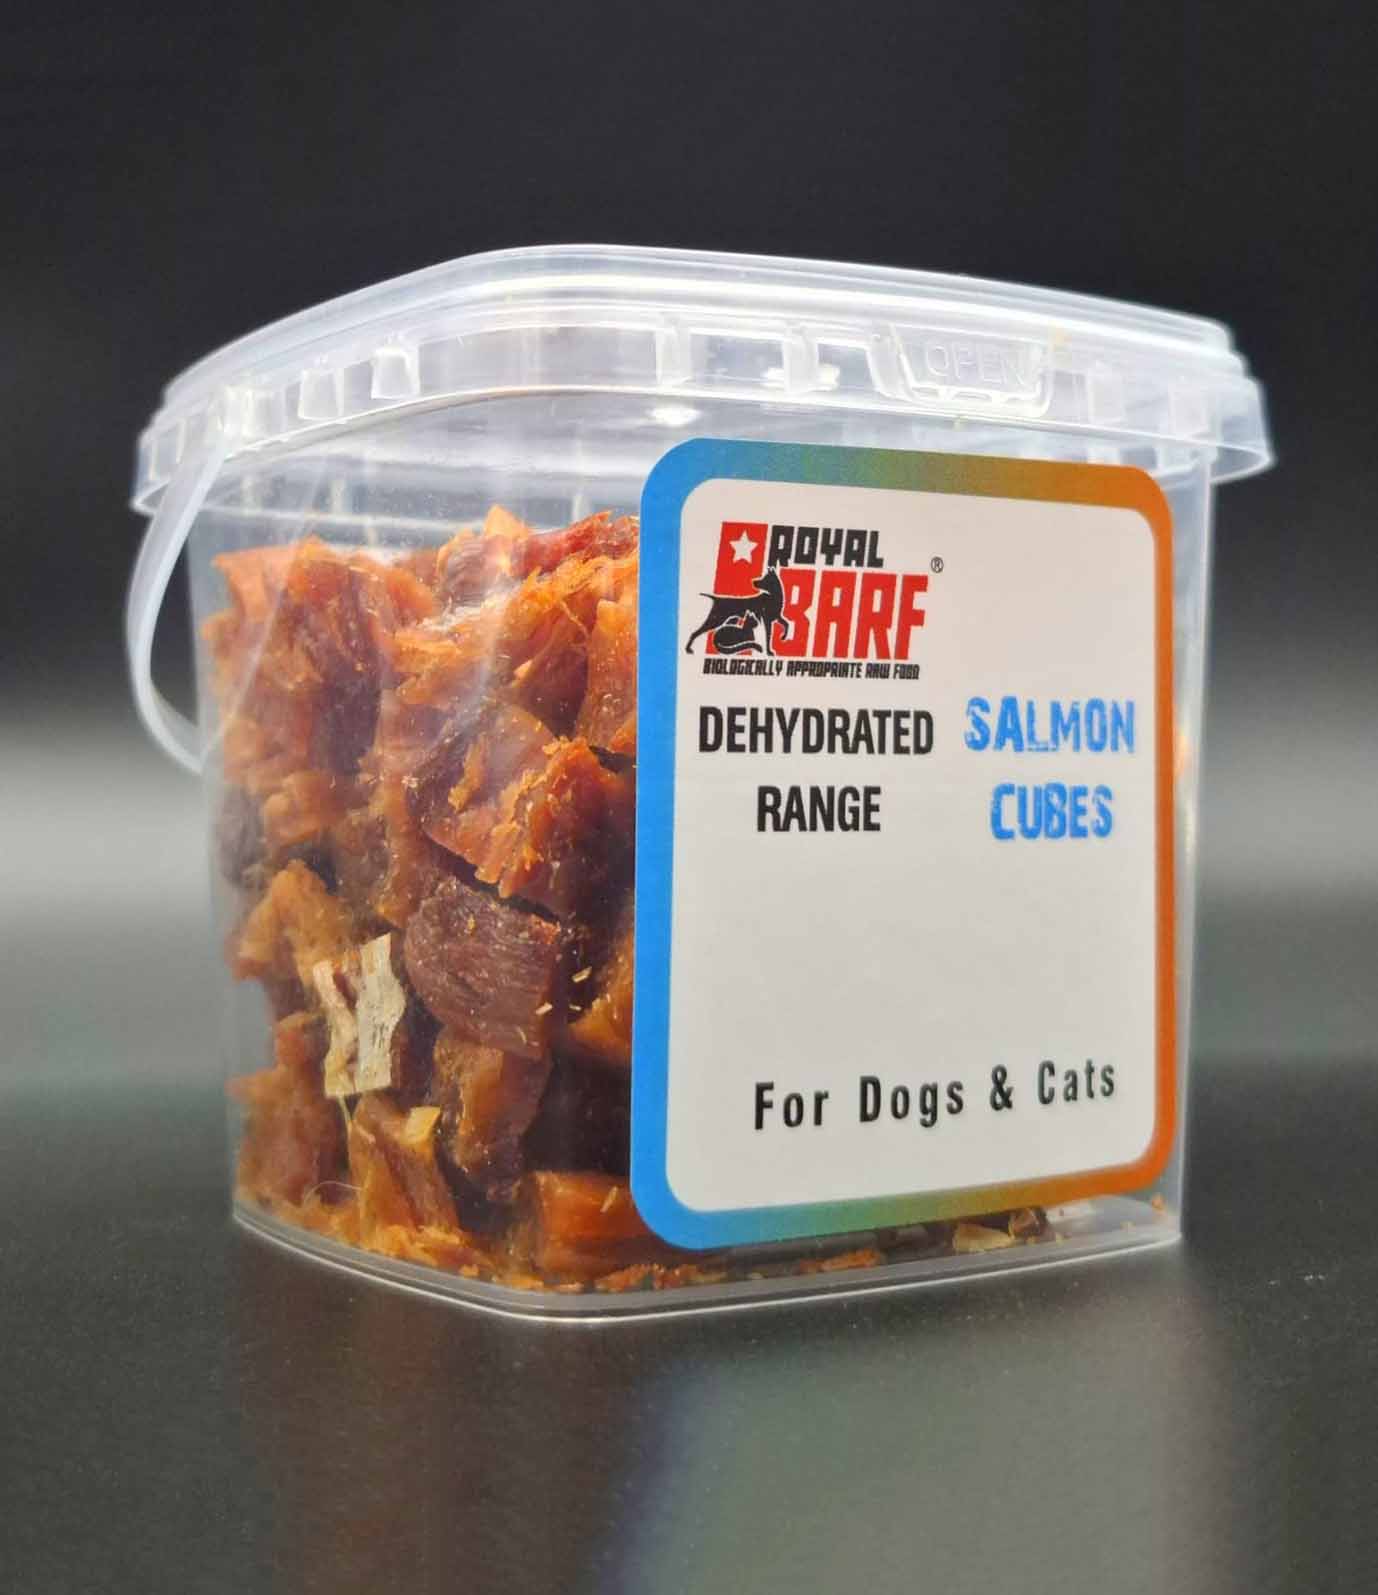 OPEN
ROYAL
BARF®
BIOLOGICALLY APPROPRIATE RAW FOOD
DEHYDRATED
RANGE
SALMON
CUBES
For Dogs & Cats